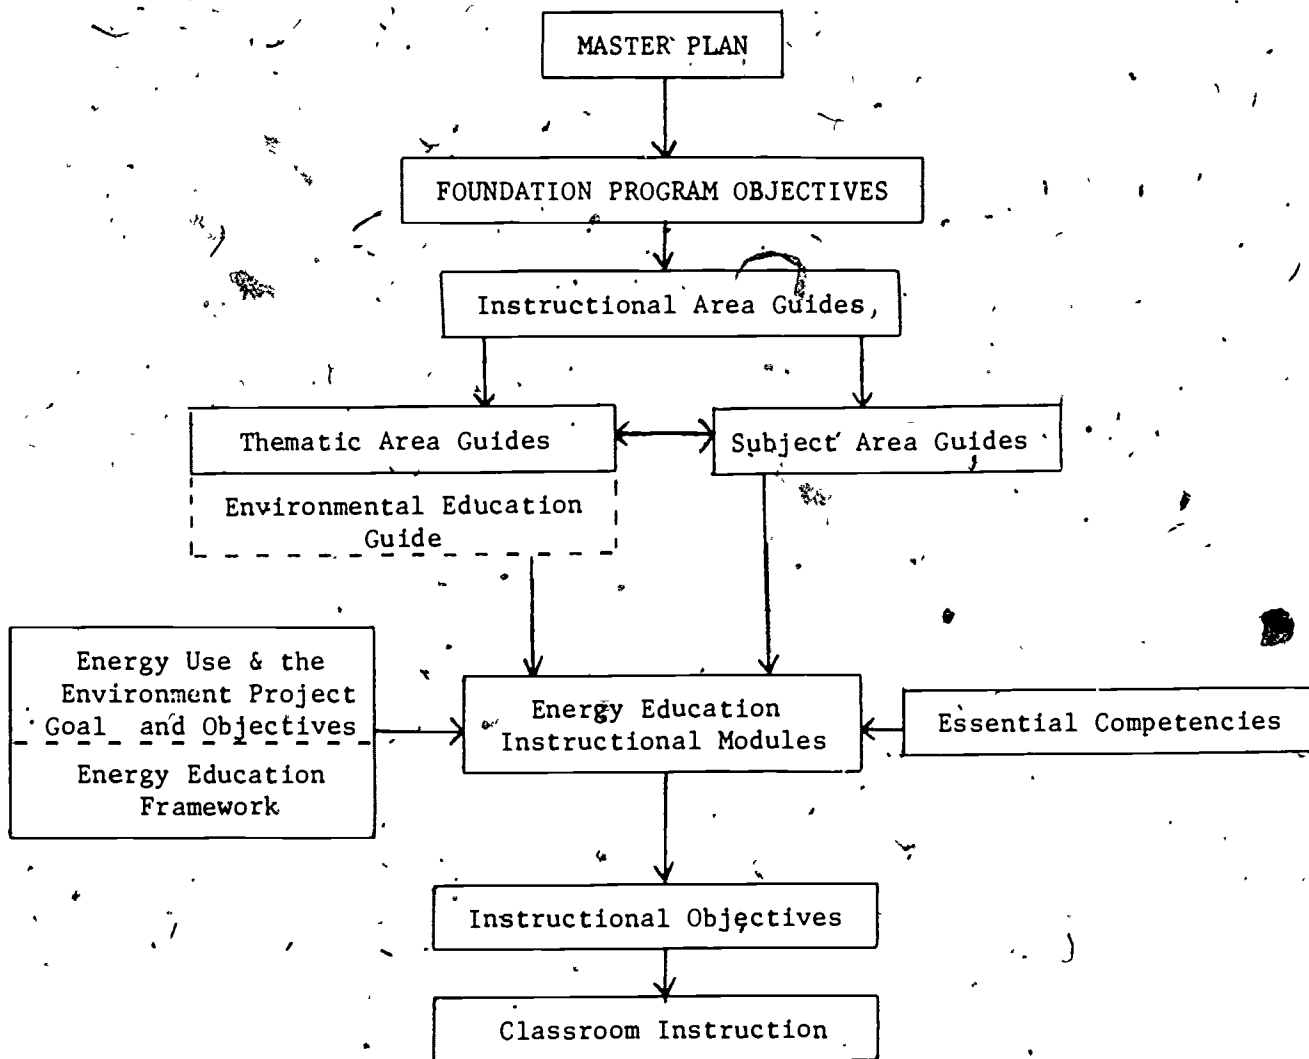 MASTER PLAN
FOUNDATION PROGRAM OBJECTIVES
Instructional Area Guides,
Thematic Area Guides
Subject Area Guides
Environmental Education
Guide
Energy Use & the
Environment Project
Goal and Objectives
Energy Education
Framework
Energy Education
Instructional Modules
Essential Competencies
Instructional Objectives
Classroom Instruction